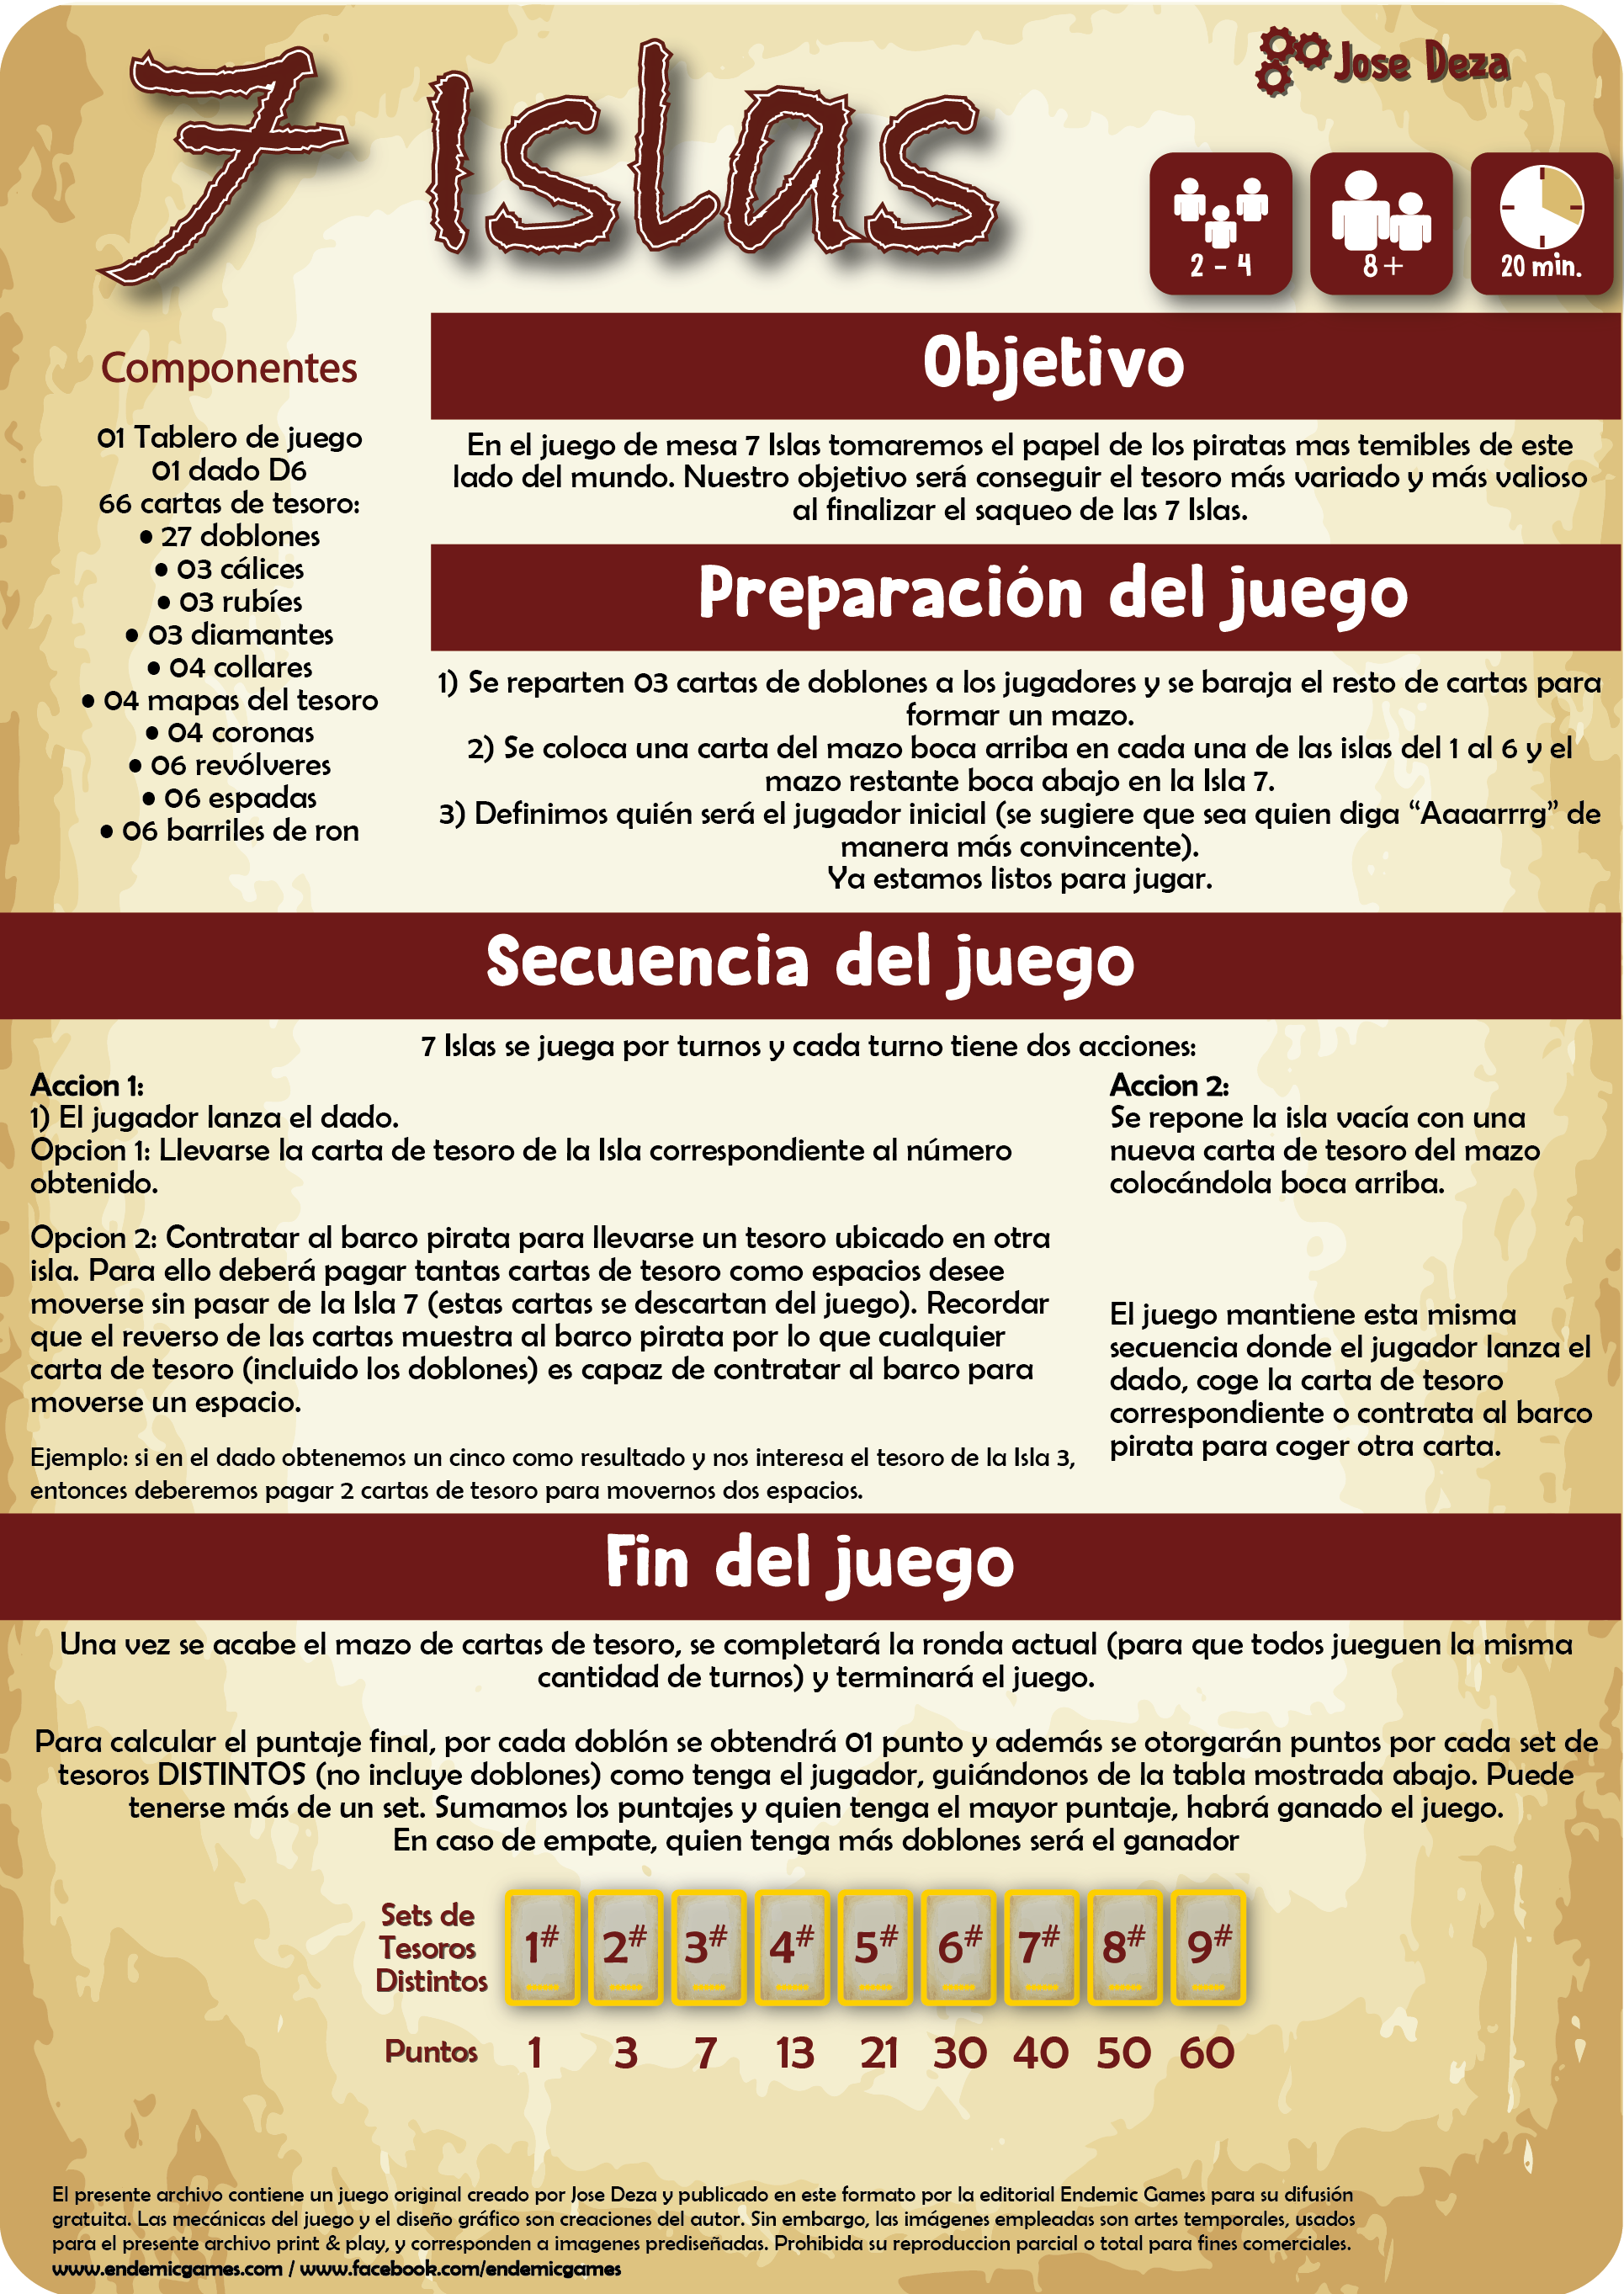 7 Islas
Jose Deza
2 - 4
8+
20 min.
Componentes
01 Tablero de juego
01 dado D6
66 cartas de tesoro:
• 27 doblones
• 03 cálices
• 03 rubíes
• 03 diamantes
• 04 collares
• 04 mapas del tesoro
• 04 coronas
• 06 revólveres
• 06 espadas
• 06 barriles de ron
Objetivo
En el juego de mesa 7 Islas tomaremos el papel de los piratas mas temibles de este
lado del mundo. Nuestro objetivo será conseguir el tesoro más variado y más valioso
al finalizar el saqueo de las 7 Islas.
Preparación del juego
1) Se reparten 03 cartas de doblones a los jugadores y se baraja el resto de cartas para
formar un mazo.
2) Se coloca una carta del mazo boca arriba en cada una de las islas del 1 al 6 y el
mazo restante boca abajo en la Isla 7.
3) Definimos quién será el jugador inicial (se sugiere que sea quien diga “Aaaarrrg” de
manera más convincente).
Ya estamos listos para jugar.
Secuencia del juego
7 Islas se juega por turnos y cada turno tiene dos acciones:
Accion 1:
1) El jugador lanza el dado.
Opcion 1: Llevarse la carta de tesoro de la Isla correspondiente al número
obtenido.
Opcion 2: Contratar al barco pirata para llevarse un tesoro ubicado en otra
isla. Para ello deberá pagar tantas cartas de tesoro como espacios desee
moverse sin pasar de la Isla 7 (estas cartas se descartan del juego). Recordar
que el reverso de las cartas muestra al barco pirata por lo que cualquier
carta de tesoro (incluido los doblones) es capaz de contratar al barco para
moverse un espacio.
Ejemplo: si en el dado obtenemos un cinco como resultado y nos interesa el tesoro de la Isla 3,
entonces deberemos pagar 2 cartas de tesoro para movernos dos espacios.
Accion 2:
Se repone la isla vacía con una
nueva carta de tesoro del mazo
colocándola boca arriba.
El juego mantiene esta misma
secuencia donde el jugador lanza el
dado, coge la carta de tesoro
correspondiente o contrata al barco
pirata para coger otra carta.
Fin del juego
Una vez se acabe el mazo de cartas de tesoro, se completará la ronda actual (para que todos jueguen la misma
cantidad de turnos) y terminará el juego.
Para calcular el puntaje final, por cada doblón se obtendrá 01 punto y además se otorgarán puntos por cada set de
tesoros DISTINTOS (no incluye doblones) como tenga el jugador, guiándonos de la tabla mostrada abajo. Puede
tenerse más de un set. Sumamos los puntajes y quien tenga el mayor puntaje, habrá ganado el juego.
En caso de empate, quien tenga más doblones será el ganador
Sets de
Tesoros
Distintos
1# 2# 3# 4# 5# 6# 7# 8# 9#
Puntos 1 3 7 13 21 30 40 50 60
El presente archivo contiene un juego original creado por Jose Deza y publicado en este formato por la editorial Endemic Games para su difusión
gratuita. Las mecánicas del juego y el diseño gráfico son creaciones del autor. Sin embargo, las imágenes empleadas son artes temporales, usados
para el presente archivo print & play, y corresponden a imagenes prediseñadas. Prohibida su reproduccion parcial o total para fines comerciales.
www.endemicgames.com / www.facebook.com/endemicgames